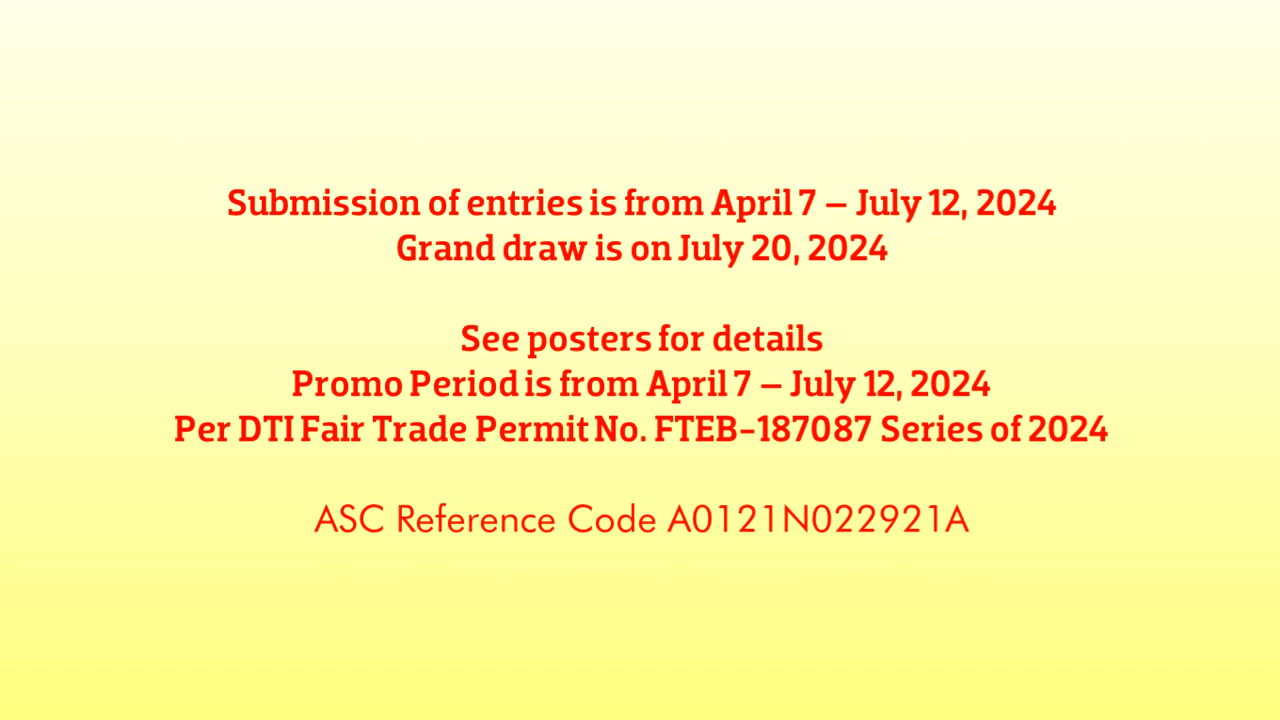 Submission of entries is from April 7 – July 12, 2024
Grand draw is on July 20, 2024
See posters for details
Promo Period is from April 7 – July 12, 2024
Per DTI Fair Trade Permit No. FTEB-187087 Series of 2024
ASC Reference Code A0121N022921A